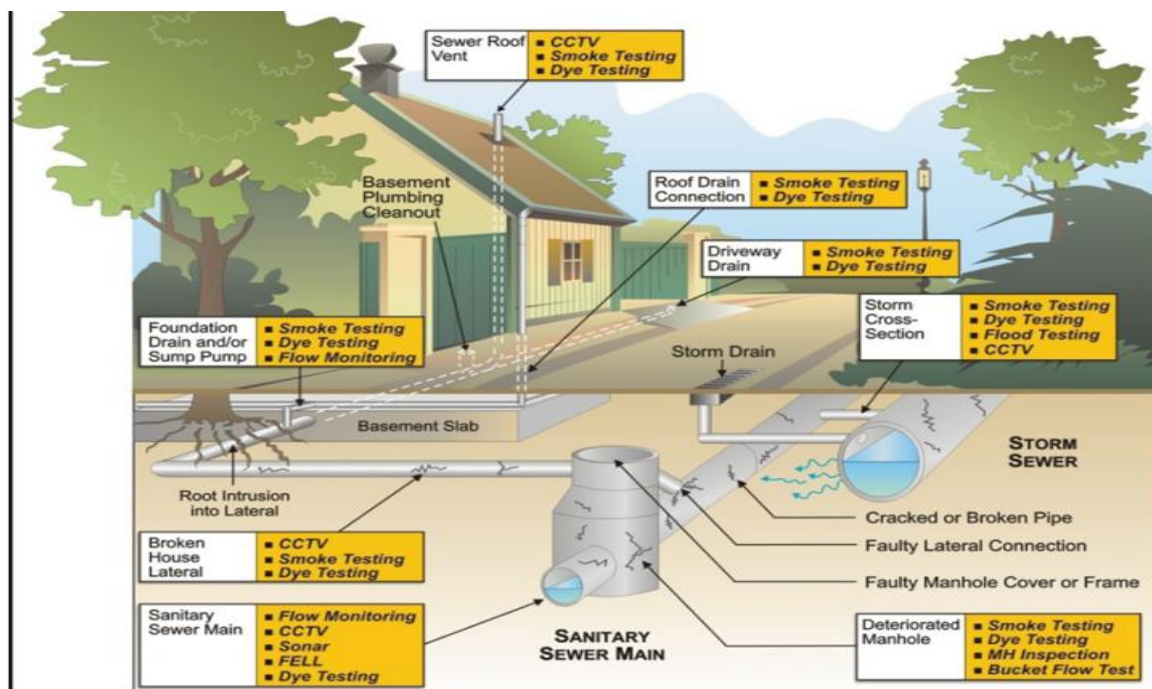 Sewer Roof
Vent
▪ CCTV
▪ Smoke Testing
▪ Dye Testing
Basement
Plumbing
Cleanout
Roof Drain
Connection
▪ Smoke Testing
▪ Dye Testing
Driveway
Drain
▪ Smoke Testing
▪ Dye Testing
Foundation
Drain and/or
Sump Pump
▪ Smoke Testing
▪ Dye Testing
▪ Flow Monitoring
Storm Drain
Storm
Cross-
Section
▪ Smoke Testing
▪ Dye Testing
▪ Flood Testing
▪ CCTV
Basement Slab
STORM
SEWER
Root Intrusion
into Lateral
Cracked or Broken Pipe
Faulty Lateral Connection
Faulty Manhole Cover or Frame
Broken
House
Lateral
▪ CCTV
▪ Smoke Testing
▪ Dye Testing
Sanitary
Sewer Main
▪ Flow Monitoring
▪ CCTV
▪ Sonar
▪ FELL
▪ Dye Testing
SANITARY
SEWER MAIN
Deteriorated
Manhole
▪ Smoke Testing
▪ Dye Testing
▪ MH Inspection
▪ Bucket Flow Test